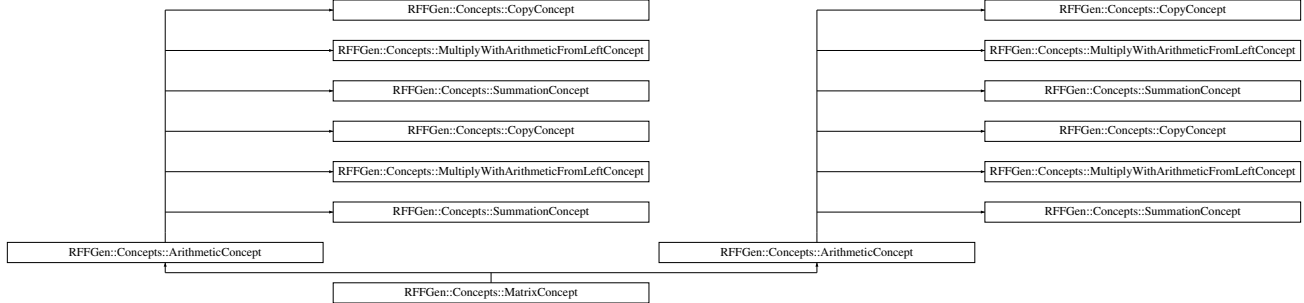 RFFGen::Concepts::CopyConcept
RFFGen::Concepts::CopyConcept
RFFGen::Concepts::MultiplyWithArithmeticFromLeftConcept
RFFGen::Concepts::MultiplyWithArithmeticFromLeftConcept
RFFGen::Concepts::SummationConcept
RFFGen::Concepts::SummationConcept
RFFGen::Concepts::CopyConcept
RFFGen::Concepts::CopyConcept
RFFGen::Concepts::MultiplyWithArithmeticFromLeftConcept
RFFGen::Concepts::MultiplyWithArithmeticFromLeftConcept
RFFGen::Concepts::SummationConcept
RFFGen::Concepts::SummationConcept
RFFGen::Concepts::ArithmeticConcept
RFFGen::Concepts::ArithmeticConcept
RFFGen::Concepts::MatrixConcept